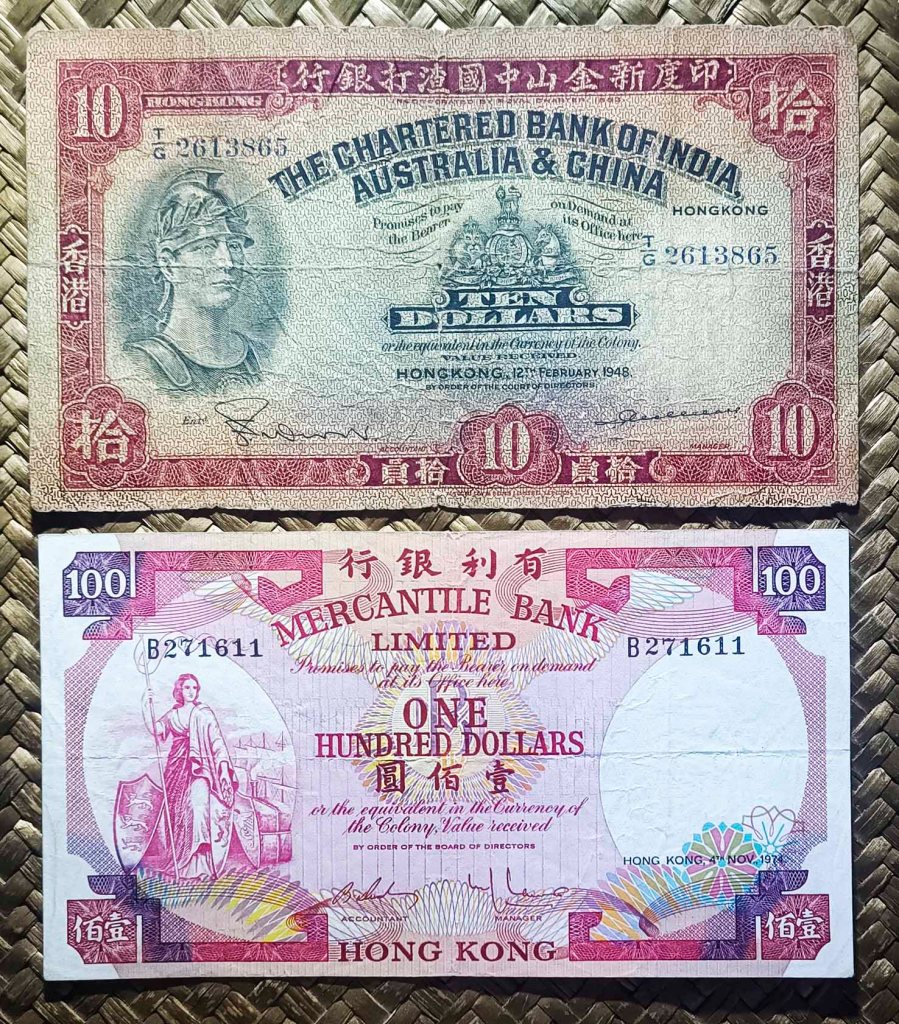 行銀打渣國中山金新度印
10
HONGKONG
拾
T/G 2613865
THE CHARTERED BANK OF INDIA,
AUSTRALIA & CHINA
HONGKONG
Promises to pay
the Bearer
on Demand at
its Office here
T/G 2613865
香港
香港
TEN
DOLLARS
or the equivalent in the Currency of the Colony.
VALUE RECEIVED
HONGKONG, 12TH FEBRUARY 1948.
BY ORDER OF THE COURT OF DIRECTORS.
Entd
拾
MANAGER
員拾
10
員拾
10
100
行銀利有
100
MERCANTILE BANK
LIMITED
B271611
B271611
Promises to pay the Bearer on demand
at its Office here
ONE
HUNDRED DOLLARS
圓佰壹
or the equivalent in the Currency of
the Colony, Value received
BY ORDER OF THE BOARD OF DIRECTORS
HONG KONG, 4TH NOV. 1974.
ACCOUNTANT
MANAGER
佰壹
HONG KONG
佰壹